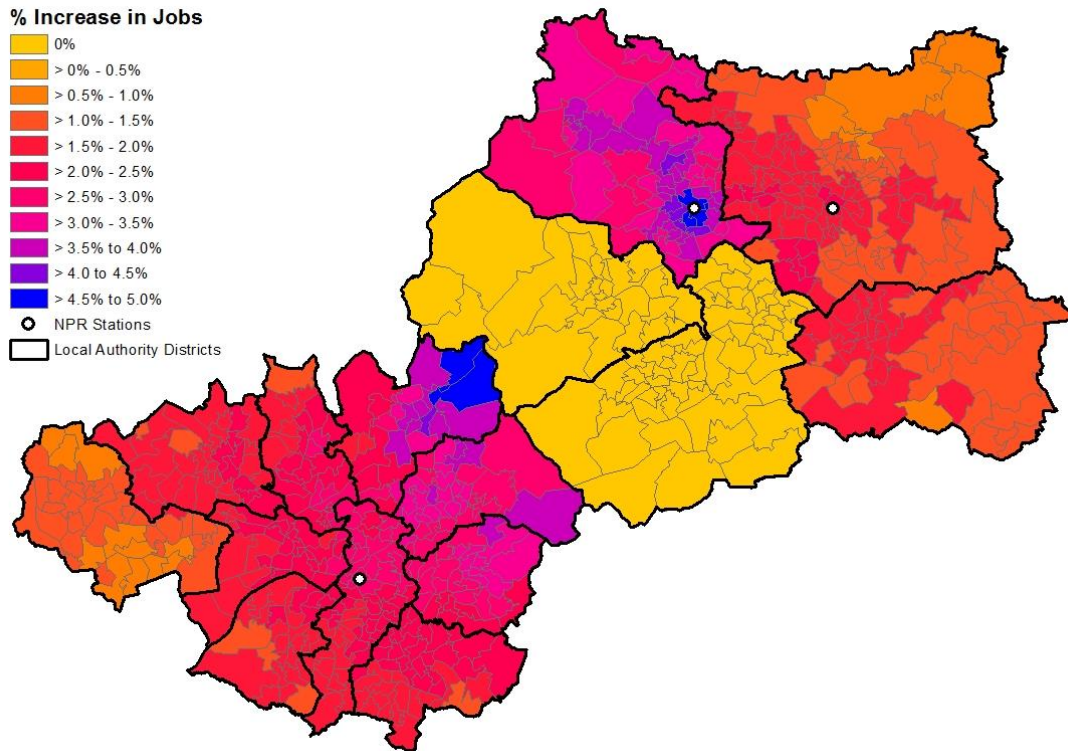 % Increase in Jobs
0%
> 0% - 0.5%
> 0.5% - 1.0%
> 1.0% - 1.5%
> 1.5% - 2.0%
> 2.0% - 2.5%
> 2.5% - 3.0%
> 3.0% - 3.5%
> 3.5% to 4.0%
> 4.0 to 4.5%
> 4.5% to 5.0%
NPR Stations
Local Authority Districts